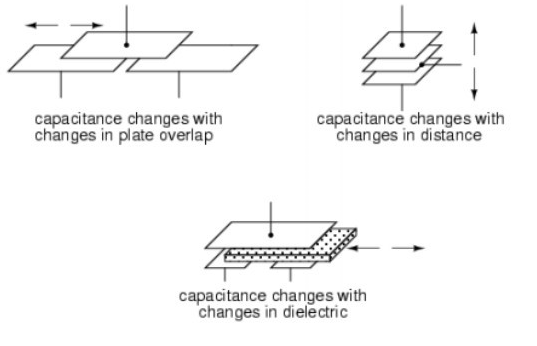 capacitance changes with
changes in plate overlap
capacitance changes with
changes in distance
capacitance changes with
changes in dielectric